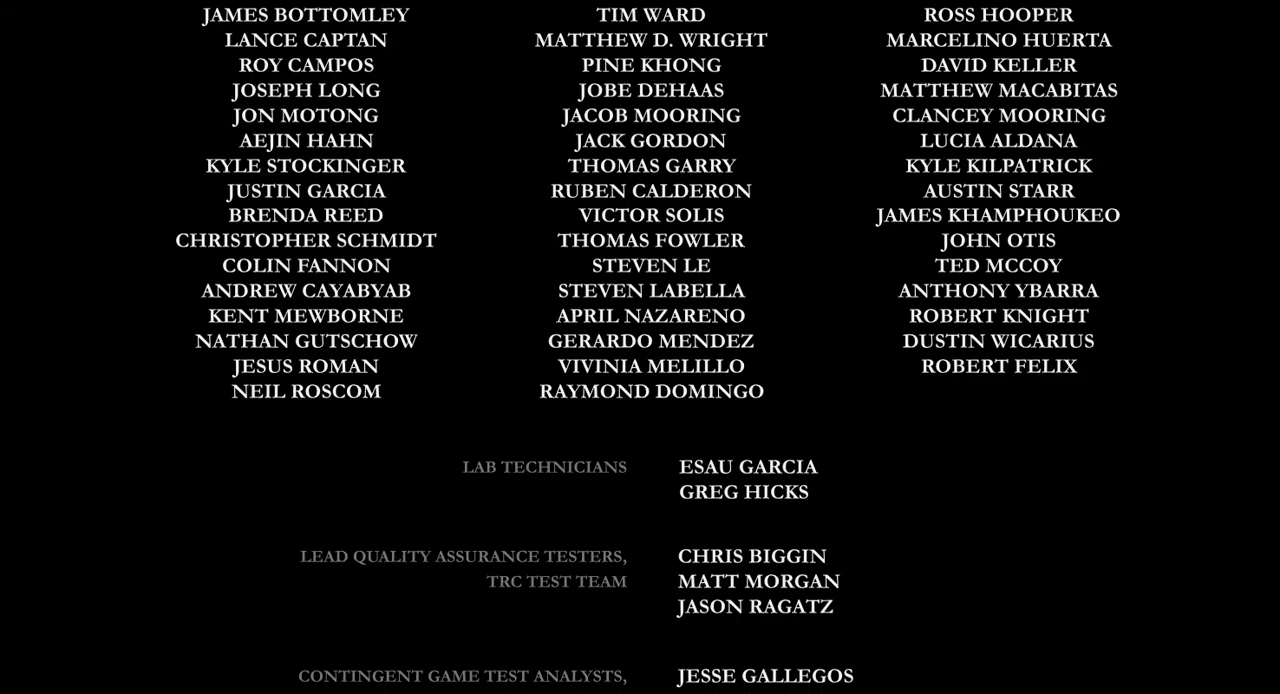 JAMES BOTTOMLEY TIM WARD ROSS HOOPER
LANCE CAPTAN MATTHEW D. WRIGHT MARCELINO HUERTA
ROY CAMPOS PINE KHONG DAVID KELLER
JOSEPH LONG JOBE DEHAAS MATTHEW MACABITAS
JON MOTONG JACOB MOORING CLANCEY MOORING
AEJIN HAHN JACK GORDON LUCIA ALDANA
KYLE STOCKINGER THOMAS GARRY KYLE KILPATRICK
JUSTIN GARCIA RUBEN CALDERON AUSTIN STARR
BRENDA REED VICTOR SOLIS JAMES KHAMPHOUKEO
CHRISTOPHER SCHMIDT THOMAS FOWLER JOHN OTIS
COLIN FANNON STEVEN LE TED MCCOY
ANDREW CAYABYAB STEVEN LABELLA ANTHONY YBARRA
KENT MEWBORNE APRIL NAZARENO ROBERT KNIGHT
NATHAN GUTSCHOW GERARDO MENDEZ DUSTIN WICARIUS
JESUS ROMAN VIVINIA MELILLO ROBERT FELIX
NEIL ROSCOM RAYMOND DOMINGO
LAB TECHNICIANS ESAU GARCIA
GREG HICKS
LEAD QUALITY ASSURANCE TESTERS, CHRIS BIGGIN
TRC TEST TEAM MATT MORGAN
JASON RAGATZ
CONTINGENT GAME TEST ANALYSTS, JESSE GALLEGOS